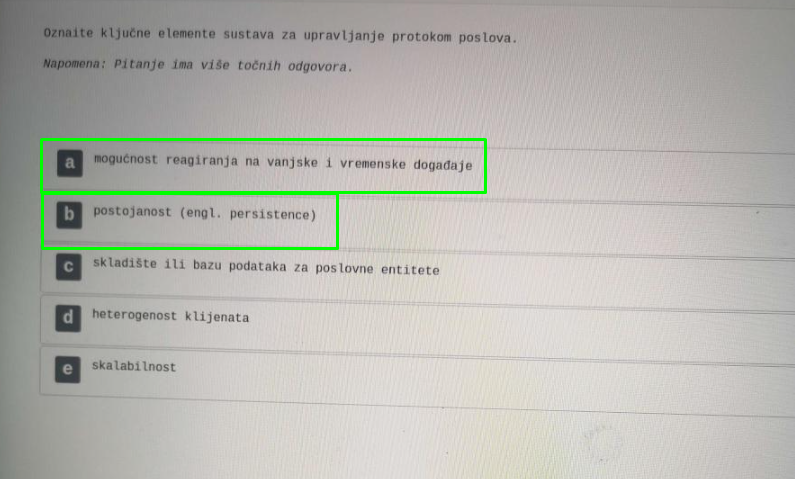 Oznaite ključne elemente sustava za upravljanje protokom poslova.
Napomena: Pitanje ima više točnih odgovora.
a mogućnost reagiranja na vanjske i vremenske događaje
b postojanost (engl. persistence)
c skladište ili bazu podataka za poslovne entitete
d heterogenost klijenata
e skalabilnost